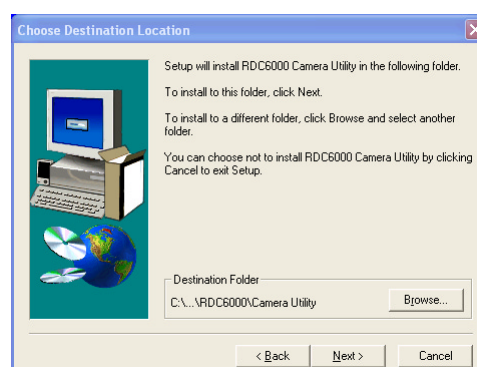 Choose Destination Location
Setup will install RDC6000 Camera Utility in the following folder.
To install to this folder, click Next.
To install to a different folder, click Browse and select another
folder.
You can choose not to install RDC6000 Camera Utility by clicking
Cancel to exit Setup.
Destination Folder
C:\...\RDC6000\Camera Utility
Browse...
< Back
Next >
Cancel